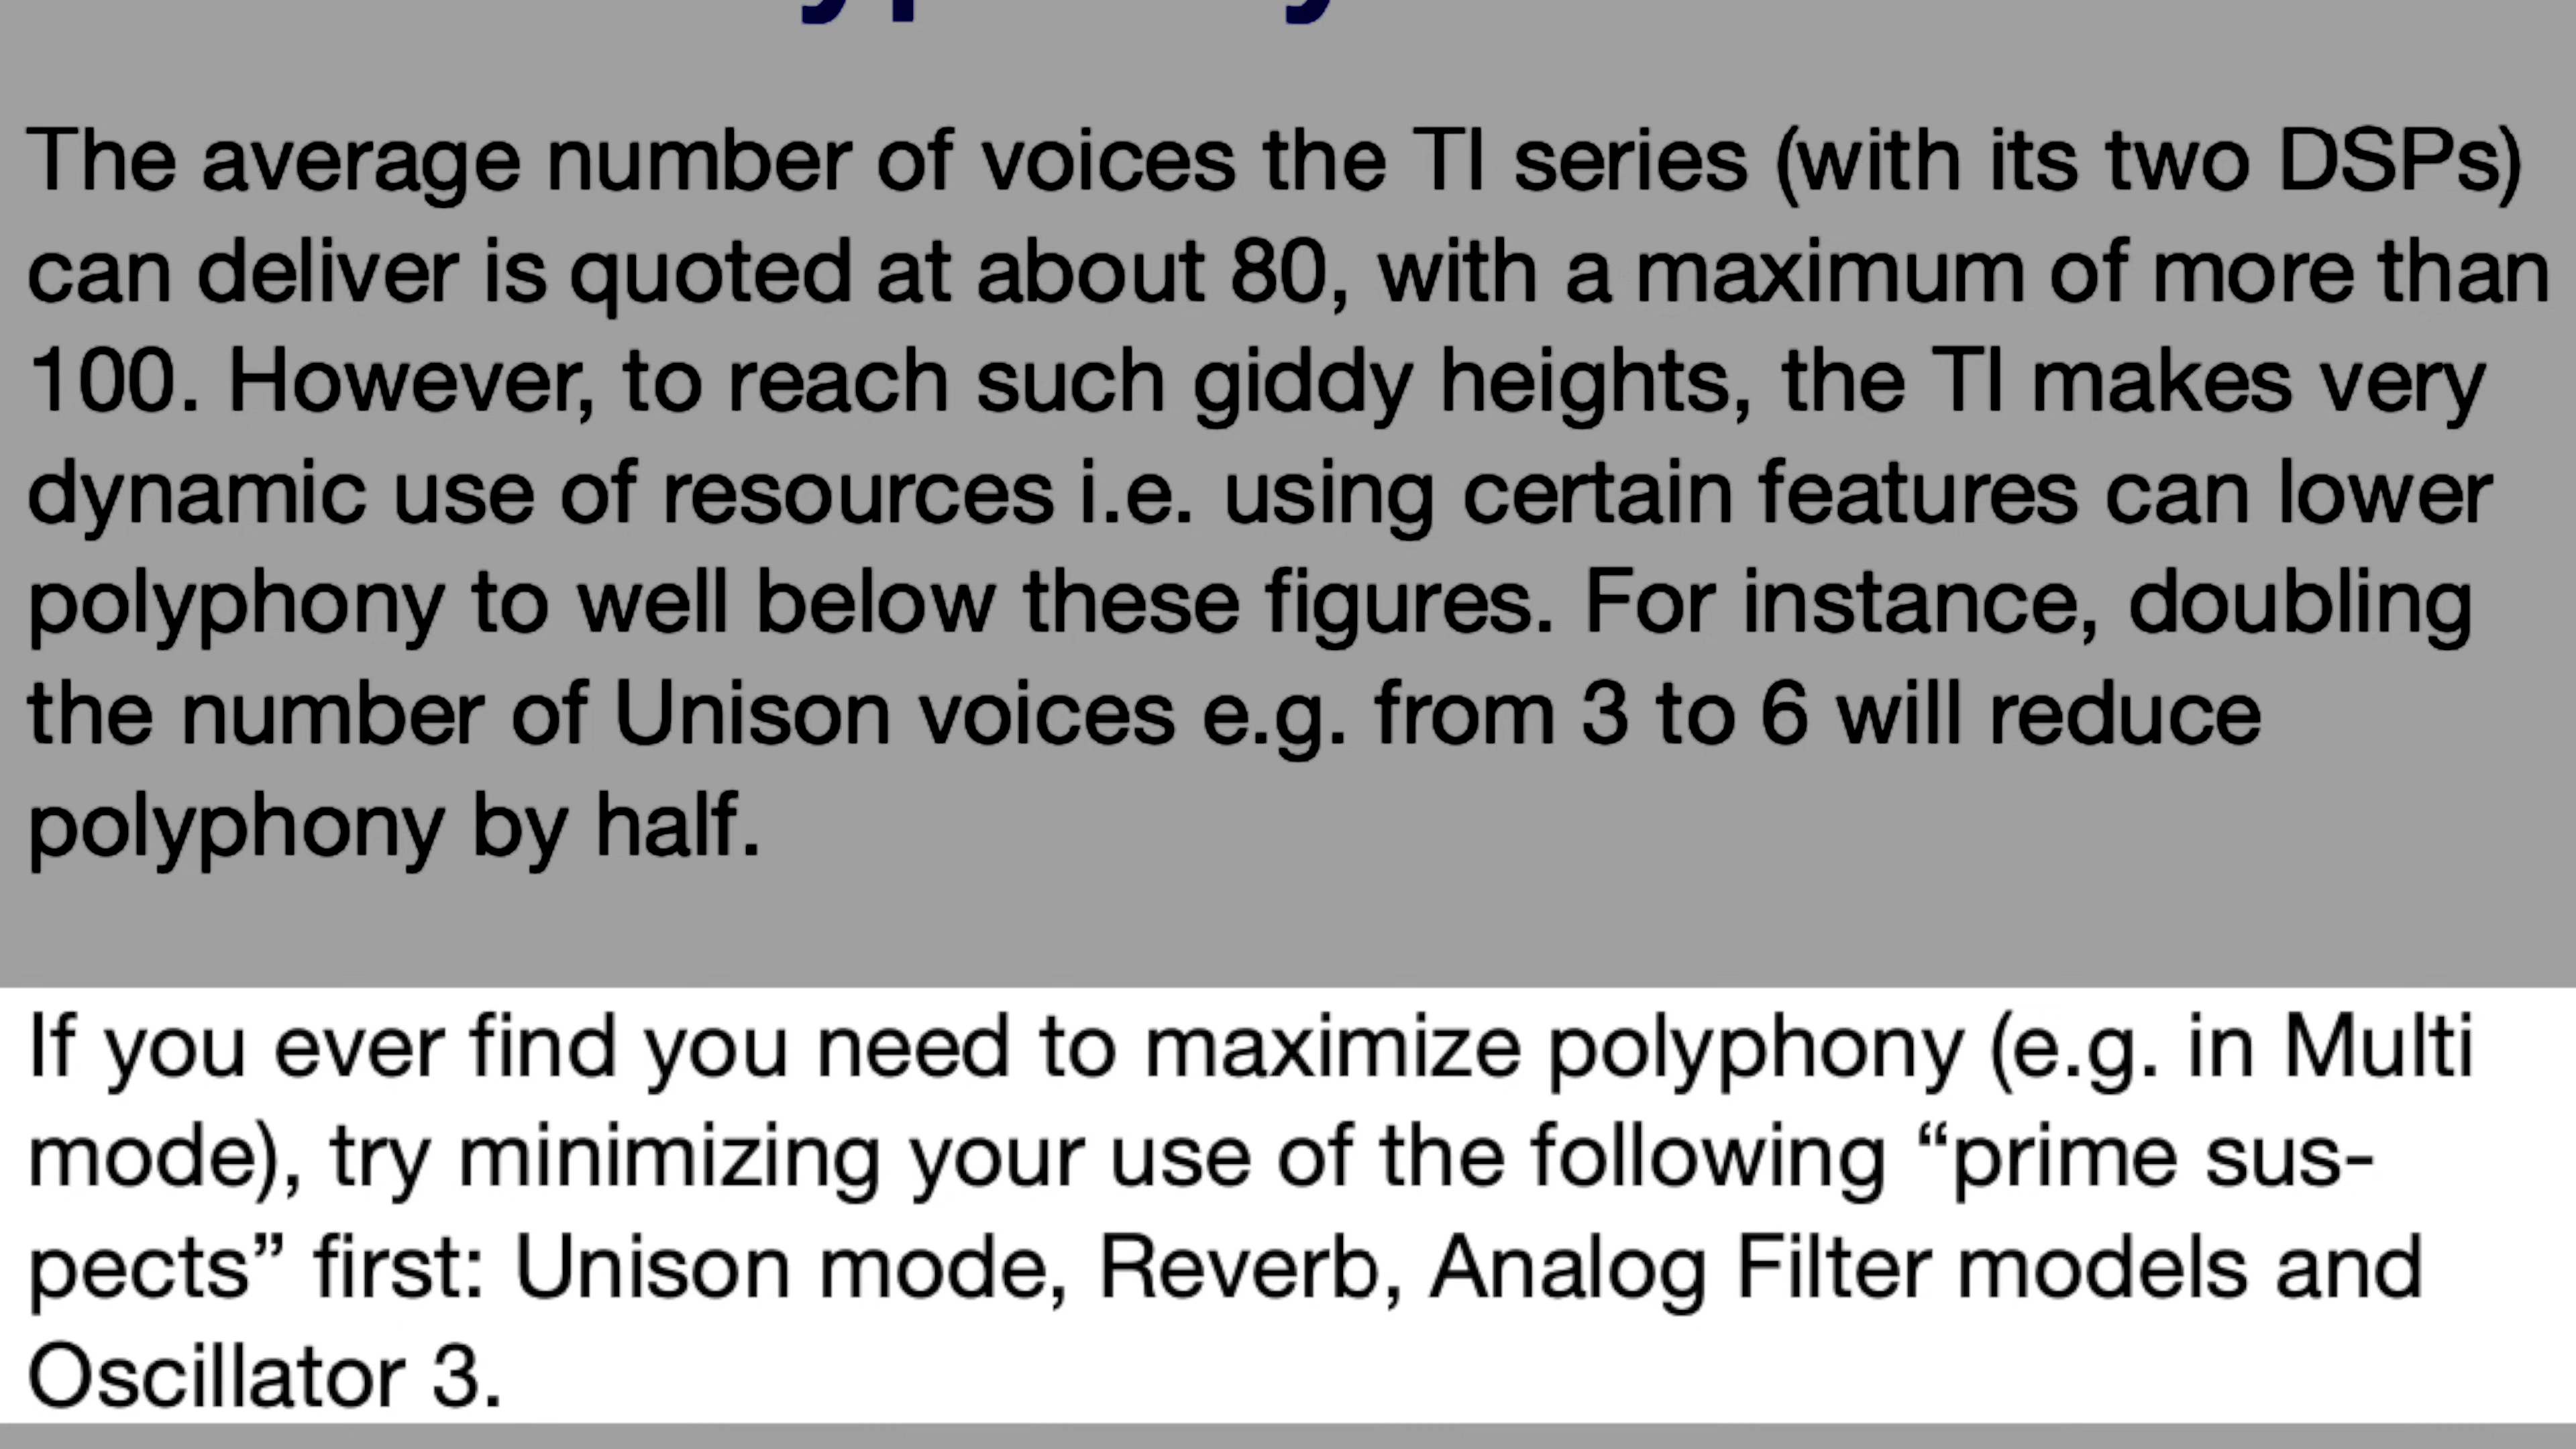 The average number of voices the TI series (with its two DSPs)
can deliver is quoted at about 80, with a maximum of more than
100. However, to reach such giddy heights, the TI makes very
dynamic use of resources i.e. using certain features can lower
polyphony to well below these figures. For instance, doubling
the number of Unison voices e.g. from 3 to 6 will reduce
polyphony by half.
If you ever find you need to maximize polyphony (e.g. in Multi
mode), try minimizing your use of the following “prime sus-
pects” first: Unison mode, Reverb, Analog Filter models and
Oscillator 3.